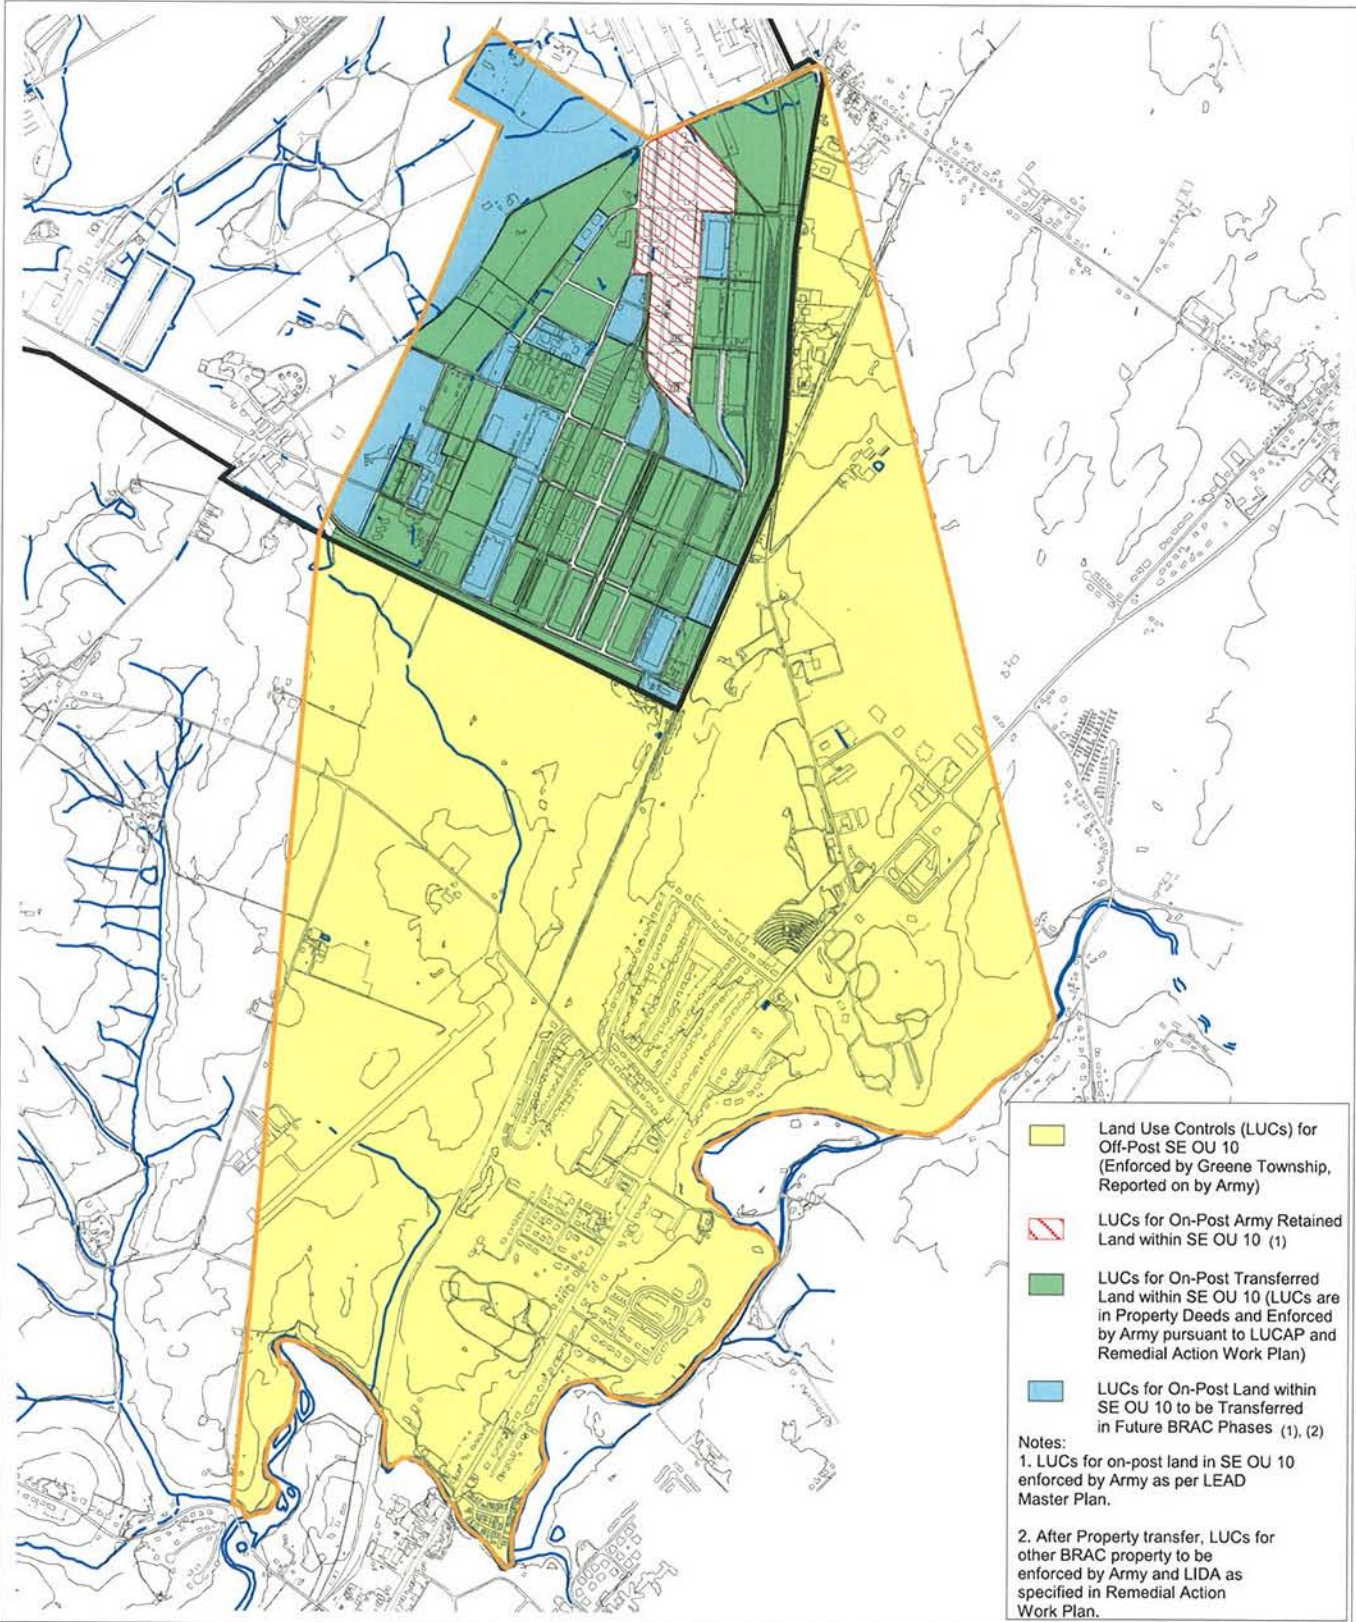 Land Use Controls (LUCs) for
Off-Post SE OU 10
(Enforced by Greene Township,
Reported on by Army)
LUCs for On-Post Army Retained
Land within SE OU 10 (1)
LUCs for On-Post Transferred
Land within SE OU 10 (LUCs are
in Property Deeds and Enforced
by Army pursuant to LUCAP and
Remedial Action Work Plan)
LUCs for On-Post Land within
SE OU 10 to be Transferred
in Future BRAC Phases (1), (2)
Notes:
1. LUCs for on-post land in SE OU 10
enforced by Army as per LEAD
Master Plan.
2. After Property transfer, LUCs for
other BRAC property to be
enforced by Army and LIDA as
specified in Remedial Action
Work Plan.